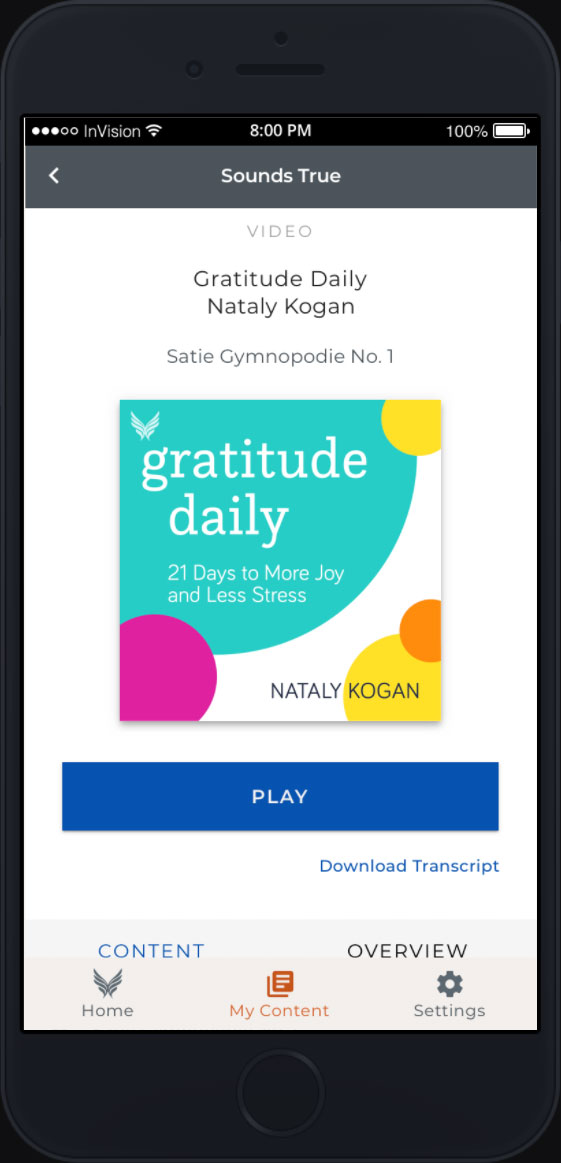 InVision 8:00 PM 100%
Sounds True
VIDEO
Gratitude Daily
Nataly Kogan
Satie Gymnopodie No. 1
gratitude
daily
21 Days to More Joy
and Less Stress
NATALY KOGAN
PLAY
Download Transcript
CONTENT OVERVIEW
Home My Content Settings